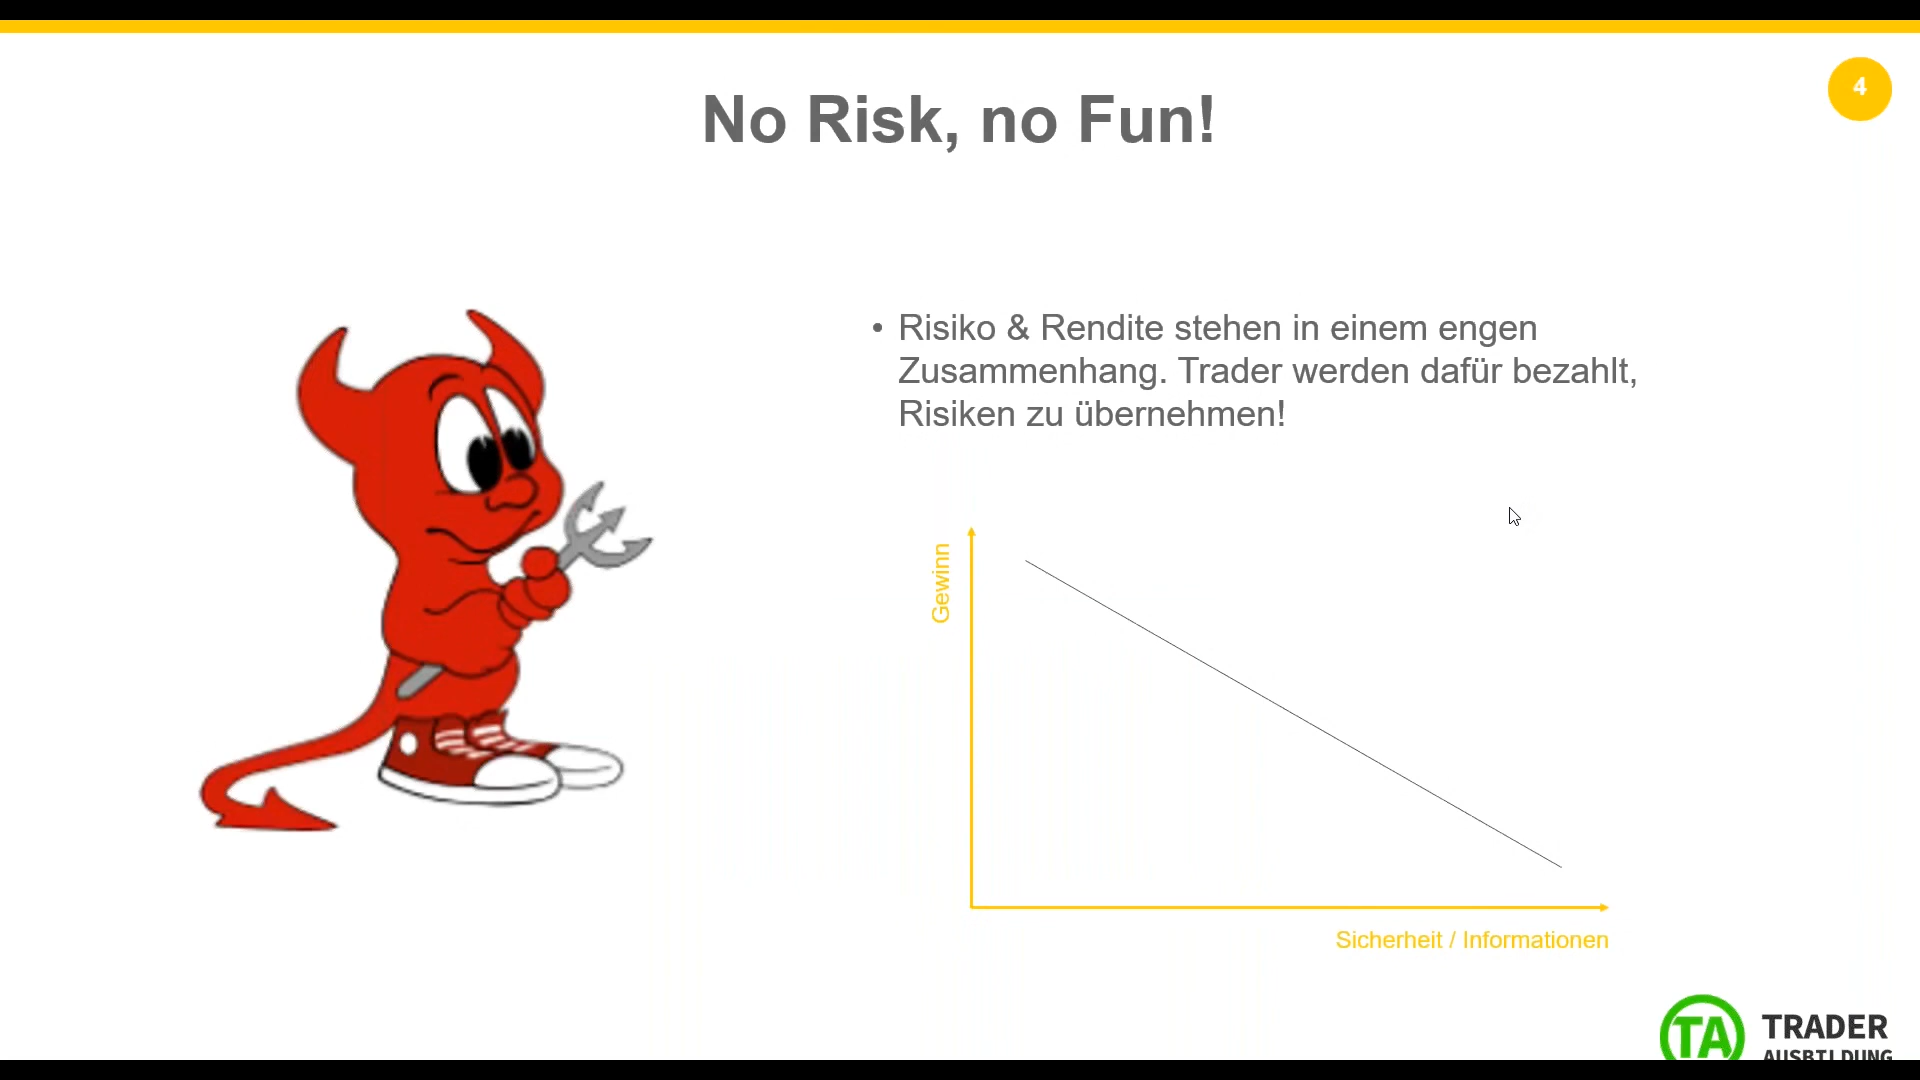 4
No Risk, no Fun!
• Risiko & Rendite stehen in einem engen
Zusammenhang. Trader werden dafür bezahlt,
Risiken zu übernehmen!
Gewinn
Sicherheit / Informationen
TA TRADER
AUSBILDUNG